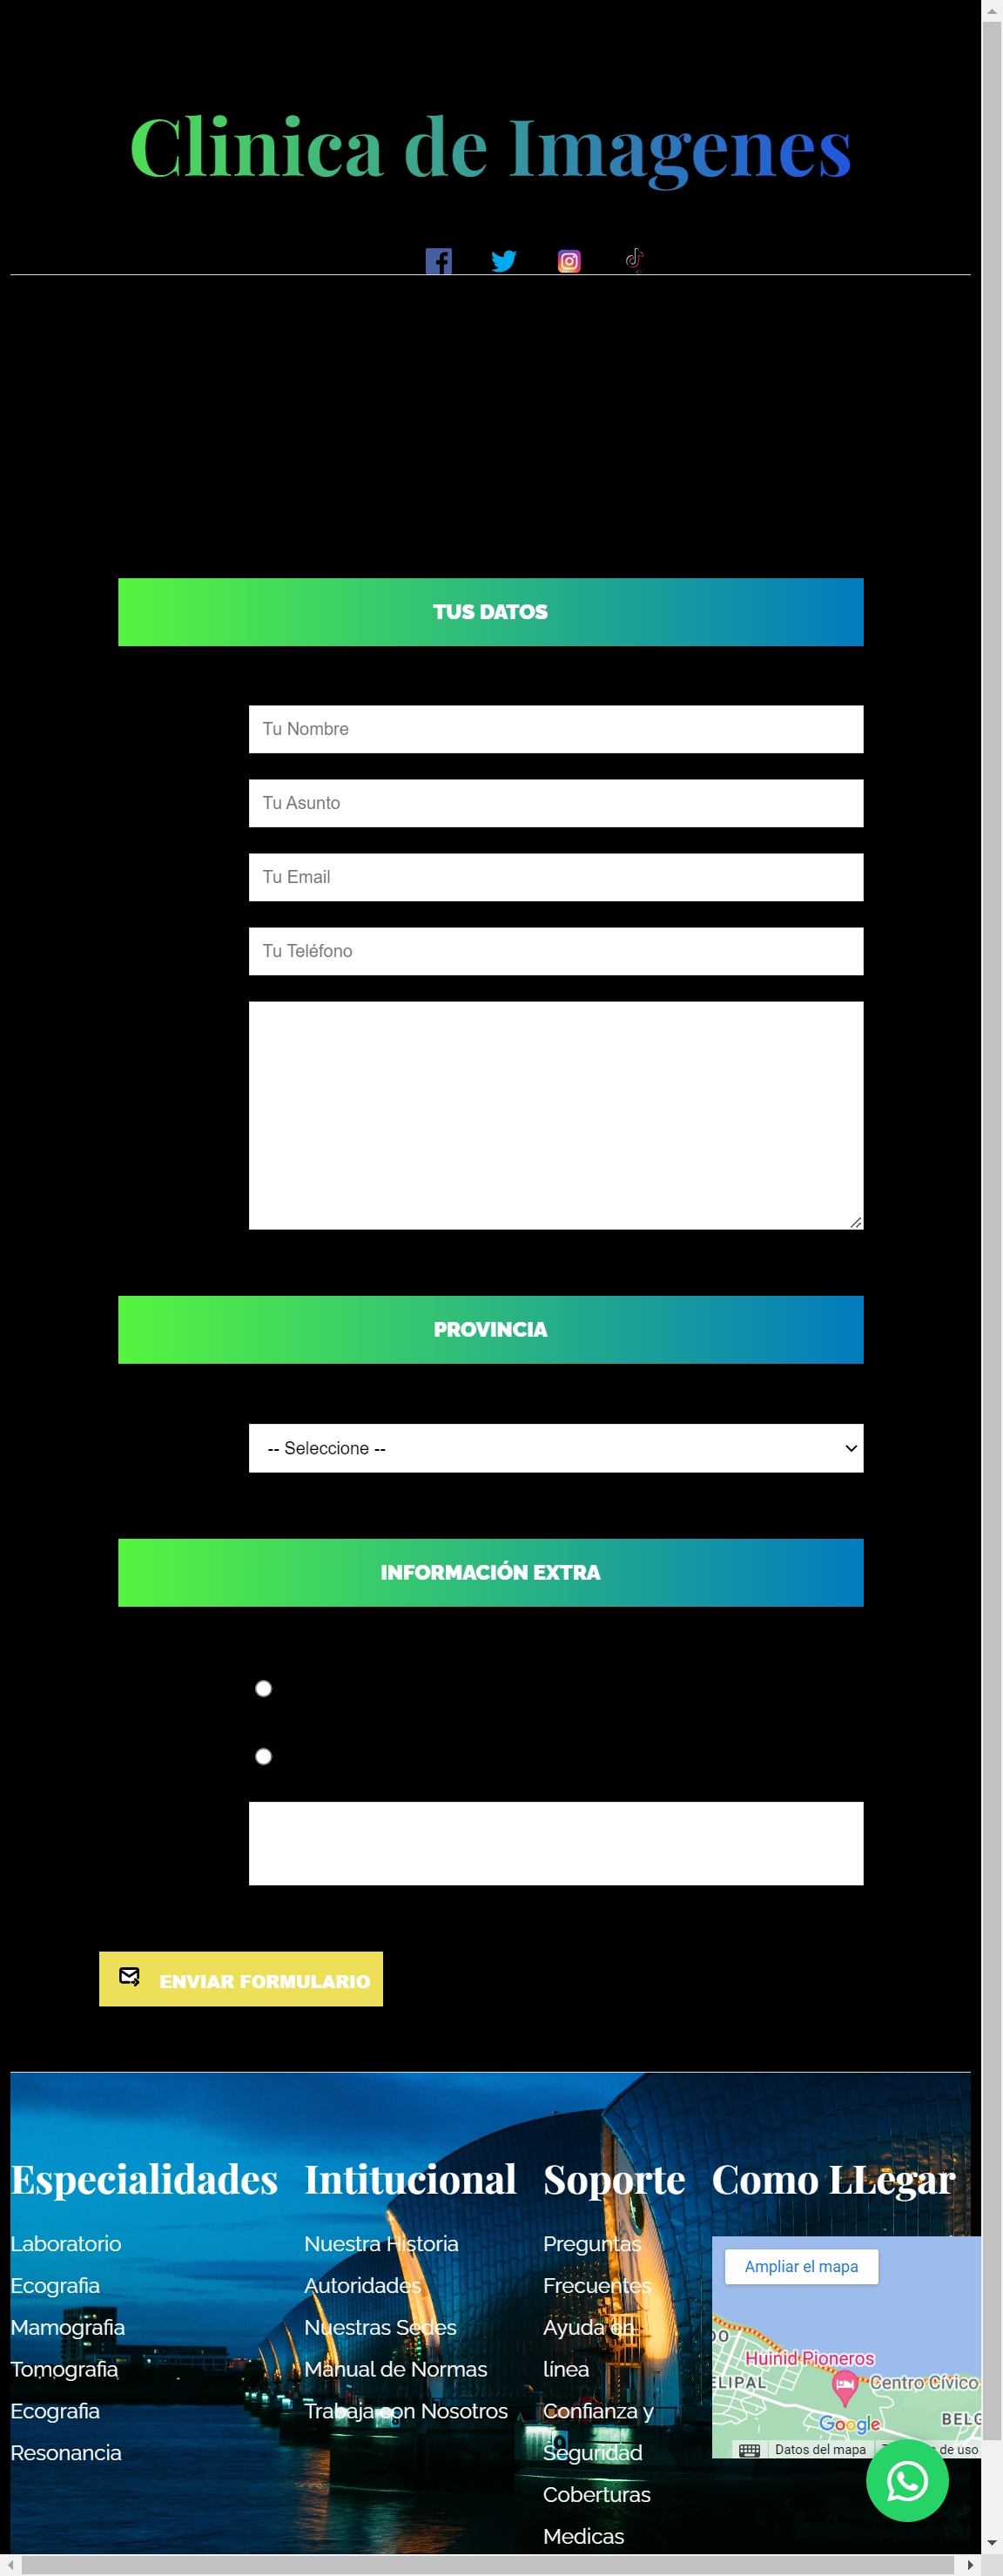 Clinica de Imagenes
TUS DATOS
Tu Nombre
Tu Asunto
Tu Email
Tu Teléfono
PROVINCIA
-- Seleccione --
INFORMACIÓN EXTRA
ENVIAR FORMULARIO
Especialidades
Laboratorio
Ecografia
Mamografia
Tomografia
Ecografia
Resonancia
Intitucional
Nuestra Historia
Autoridades
Nuestras Sedes
Manual de Normas
Trabaja con Nosotros
Soporte
Preguntas
Frecuentes
Ayuda en
línea
Confianza y
Seguridad
Coberturas
Medicas
Como LLegar
Ampliar el mapa
Huinid Pioneros
ELIPAL
Centro Cívico
Google
BELG
Datos del mapa
de uso